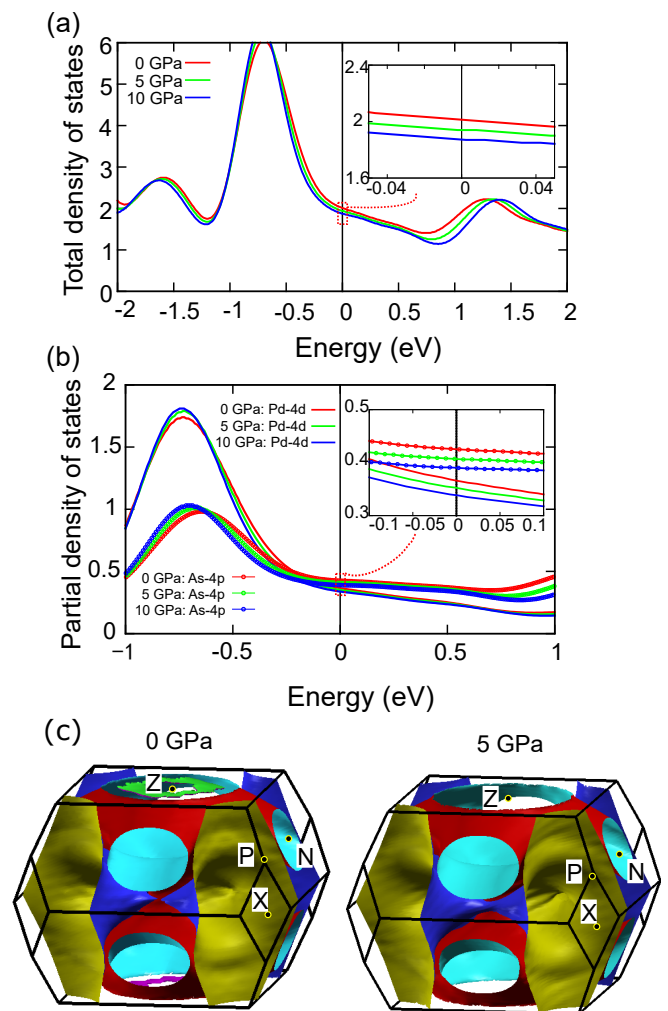 (a)
Total density of states
6
5
4
3
2
1
0
0 GPa
5 GPa
10 GPa
2.4
2
1.6
-0.04
0
0.04
-2
-1.5
-1
-0.5
0
0.5
1
1.5
2
Energy (eV)
(b)
Partial density of states
2
1.5
1
0.5
0
0 GPa: Pd-4d
5 GPa: Pd-4d
10 GPa: Pd-4d
0.5
0.4
0.3
-0.1
-0.05
0
0.05
0.1
0 GPa: As-4p
5 GPa: As-4p
10 GPa: As-4p
−1
-0.5
0
0.5
1
Energy (eV)
(c)
0 GPa
5 GPa
Z
P
N
X
Z
P
N
X